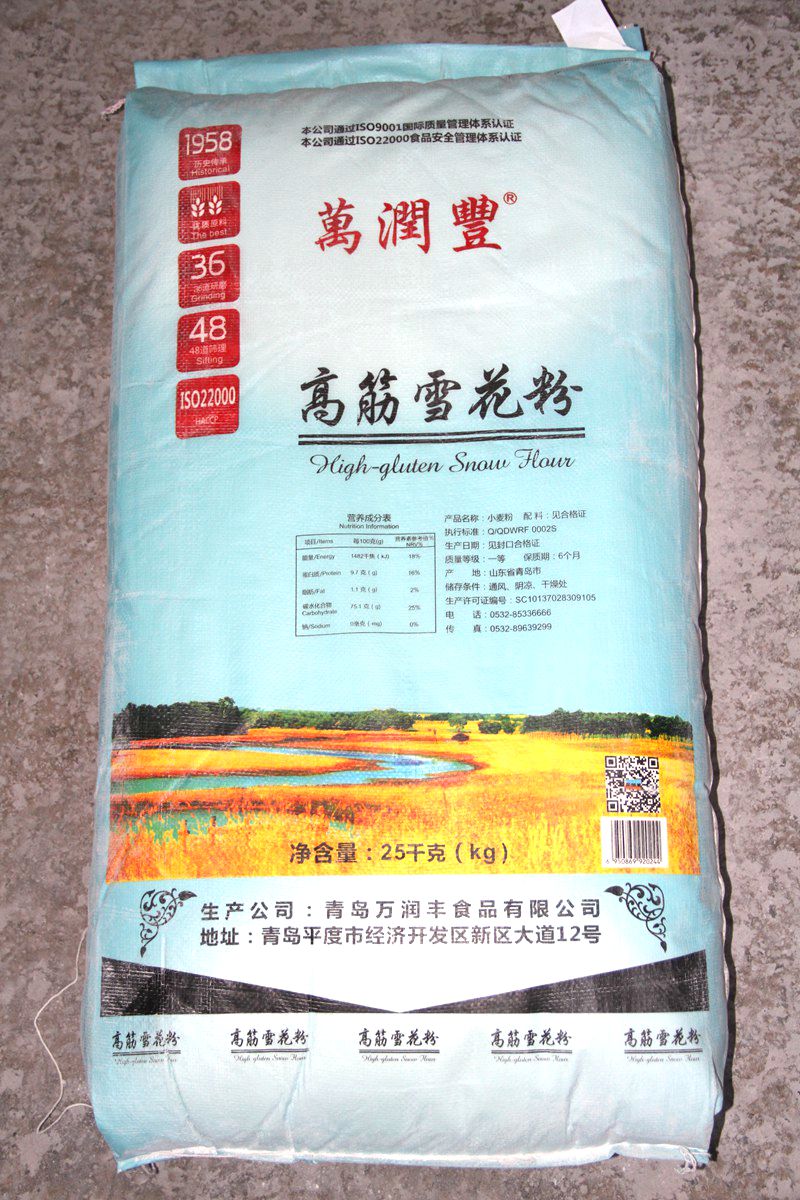 本公司通过ISO9001国际质量管理体系认证
本公司通过ISO22000食品安全管理体系认证
1958
历史传承
Historical
优质原料
The best
36
36道研磨
Grinding
48
48道筛理
Sifting
ISO22000
HACCP
萬潤豐®
高筋雪花粉
High-gluten Snow Flour
营养成分表
Nutrition Information
项目/Items 每100克(g) 营养素参考值%
NRV%
能量/Energy 1482千焦(kJ) 18%
蛋白质/Protein 9.7 克(g) 16%
脂肪/Fat 1.1 克(g) 2%
碳水化合物
Carbohydrate 75.1 克(g) 25%
钠/Sodium 0毫克(mg) 0%
产品名称:小麦粉 配料:见合格证
执行标准:Q/QDWRF 0002S
生产日期:见封口合格证
质量等级:一等 保质期:6个月
产 地:山东省青岛市
储存条件:通风、阴凉、干燥处
生产许可证编号:SC10137028309105
电 话:0532-85336666
传 真:0532-89639299
净含量:25千克(kg)
6 950869 920244
生产公司:青岛万润丰食品有限公司
地址:青岛平度市经济开发区新区大道12号
高筋雪花粉 高筋雪花粉 高筋雪花粉 高筋雪花粉 高筋雪花粉
High-gluten Snow Flour High-gluten Snow Flour High-gluten Snow Flour High-gluten Snow Flour High-gluten Snow Flour